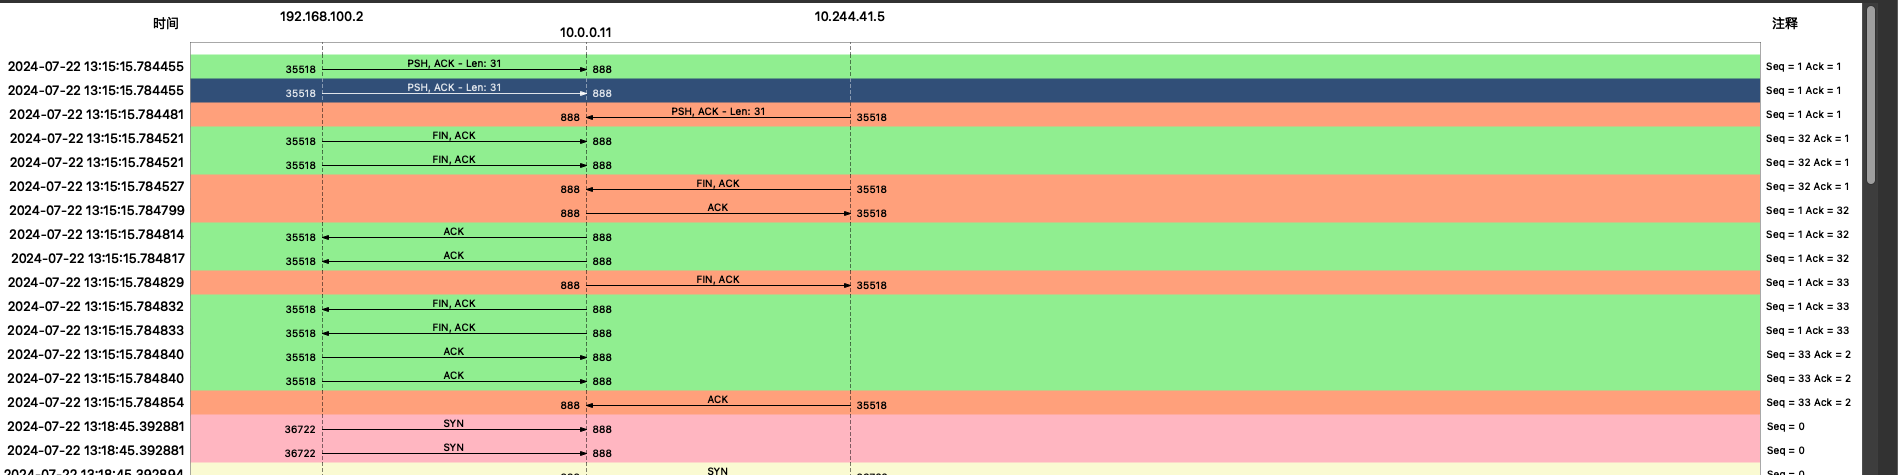 时间 192.168.100.2 10.0.0.11 10.244.41.5 注释
2024-07-22 13:15:15.784455 35518 PSH, ACK - Len: 31 888 Seq = 1 Ack = 1
2024-07-22 13:15:15.784455 35518 PSH, ACK - Len: 31 888 Seq = 1 Ack = 1
2024-07-22 13:15:15.784481 888 PSH, ACK - Len: 31 35518 Seq = 1 Ack = 1
2024-07-22 13:15:15.784521 35518 FIN, ACK 888 Seq = 32 Ack = 1
2024-07-22 13:15:15.784521 35518 FIN, ACK 888 Seq = 32 Ack = 1
2024-07-22 13:15:15.784527 888 FIN, ACK 35518 Seq = 32 Ack = 1
2024-07-22 13:15:15.784799 888 ACK 35518 Seq = 1 Ack = 32
2024-07-22 13:15:15.784814 35518 ACK 888 Seq = 1 Ack = 32
2024-07-22 13:15:15.784817 35518 ACK 888 Seq = 1 Ack = 32
2024-07-22 13:15:15.784829 888 FIN, ACK 35518 Seq = 1 Ack = 33
2024-07-22 13:15:15.784832 35518 FIN, ACK 888 Seq = 1 Ack = 33
2024-07-22 13:15:15.784833 35518 FIN, ACK 888 Seq = 1 Ack = 33
2024-07-22 13:15:15.784840 35518 ACK 888 Seq = 33 Ack = 2
2024-07-22 13:15:15.784840 35518 ACK 888 Seq = 33 Ack = 2
2024-07-22 13:15:15.784854 888 ACK 35518 Seq = 33 Ack = 2
2024-07-22 13:18:45.392881 36722 SYN 888 Seq = 0
2024-07-22 13:18:45.392881 36722 SYN 888 Seq = 0
2024-07-22 13:18:45.392894 SYN Seq = 0